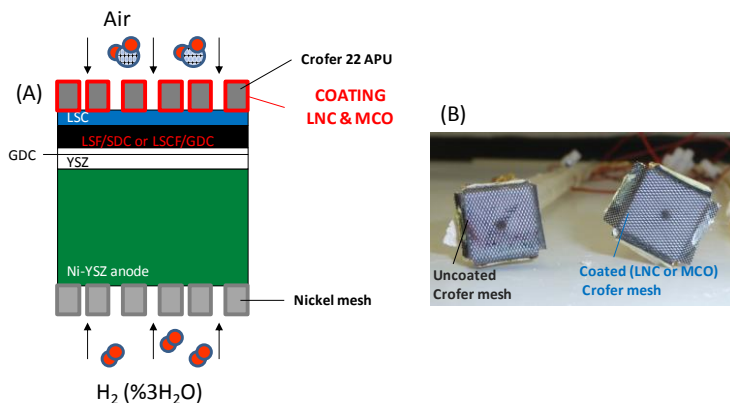 Air
Crofer 22 APU
(A)
COATING
LNC & MCO
LSC
LSF/SDC or LSCF/GDC
GDC
YSZ
Ni-YSZ anode
Nickel mesh
H₂ (%3H₂O)
(B)
Uncoated
Crofer mesh
Coated (LNC or MCO)
Crofer mesh